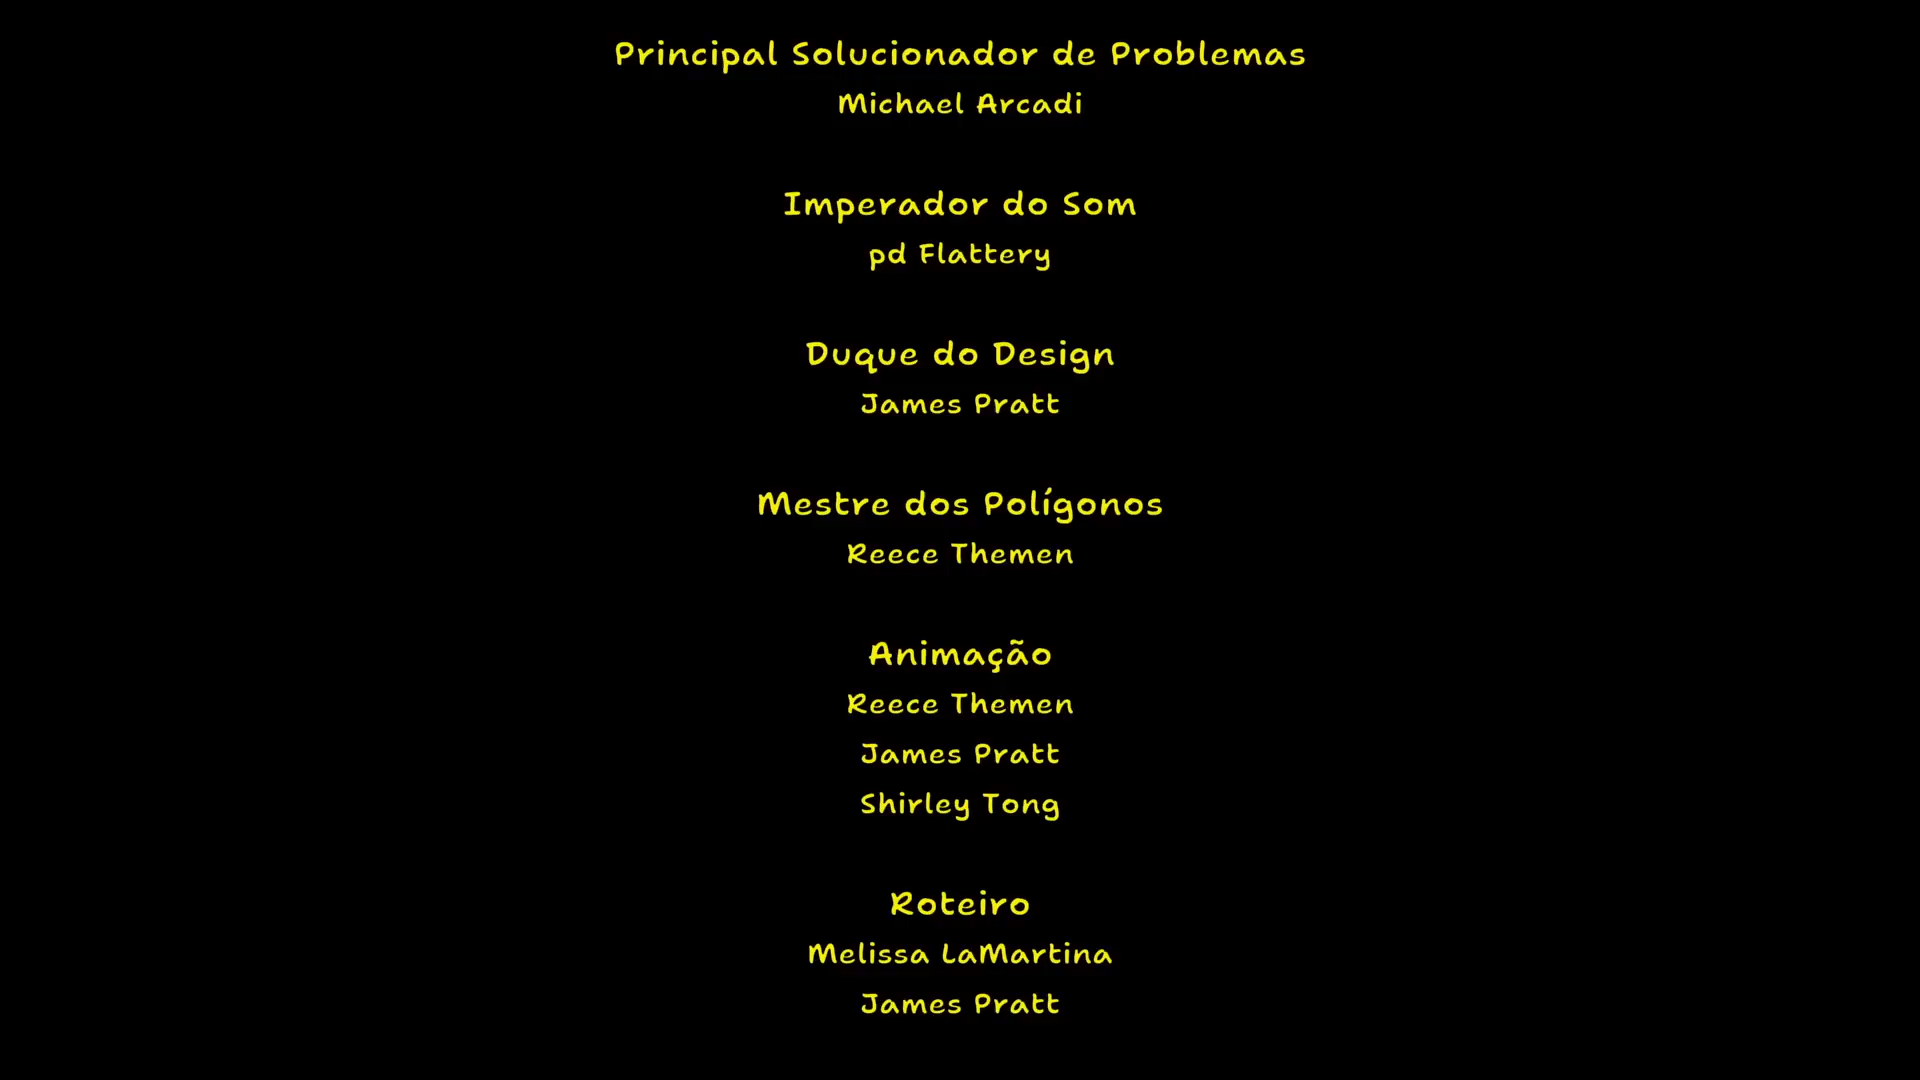 Principal Solucionador de Problemas
Michael Arcadi
Imperador do Som
pd Flattery
Duque do Design
James Pratt
Mestre dos Polígonos
Reece Themen
Animação
Reece Themen
James Pratt
Shirley Tong
Roteiro
Melissa LaMartina
James Pratt